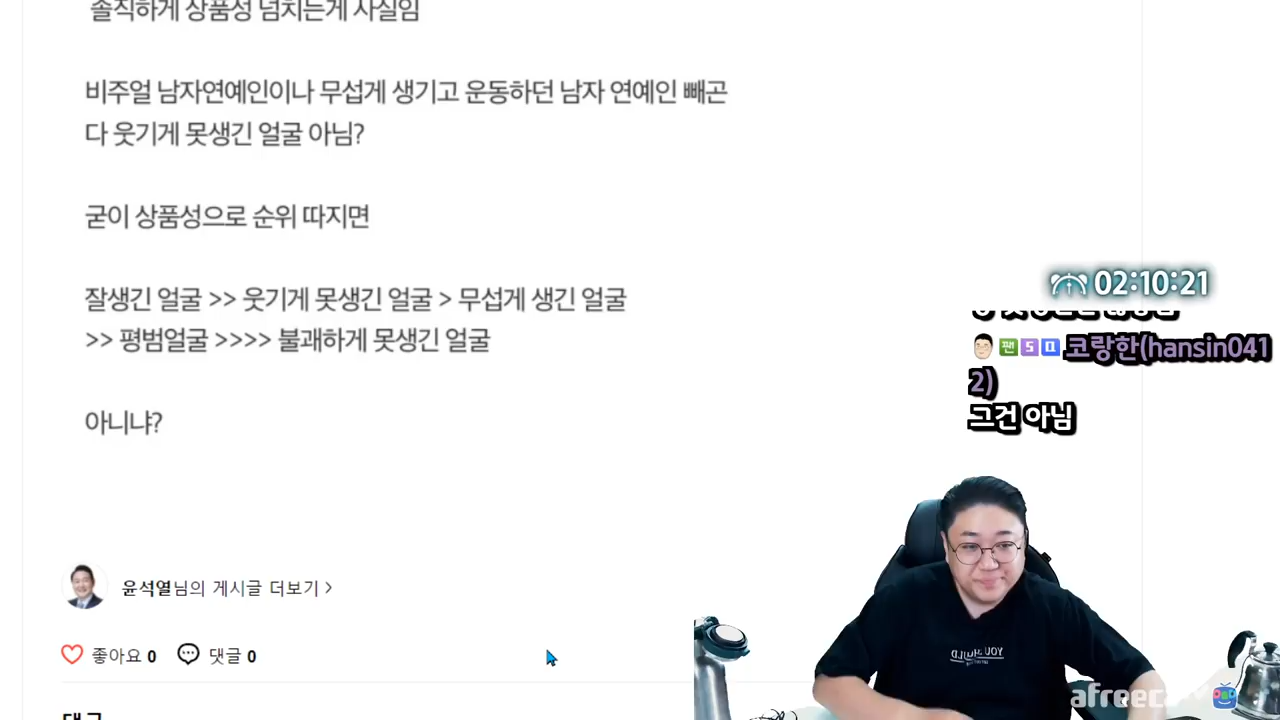 솔직하게 상품성 넘치는게 사실임
비주얼 남자연예인이나 무섭게 생기고 운동하던 남자 연예인 빼곤
다 웃기게 못생긴 얼굴 아님?
굳이 상품성으로 순위 따지면
잘생긴 얼굴 >> 웃기게 못생긴 얼굴 > 무섭게 생긴 얼굴
>> 평범얼굴 >>>> 불쾌하게 못생긴 얼굴
아니냐?
02:10:21
팬 5 코랑한(hansin041
2)
그건 아님
윤석열님의 게시글 더보기 >
좋아요 0 댓글 0
댓글
YOU
afreeca